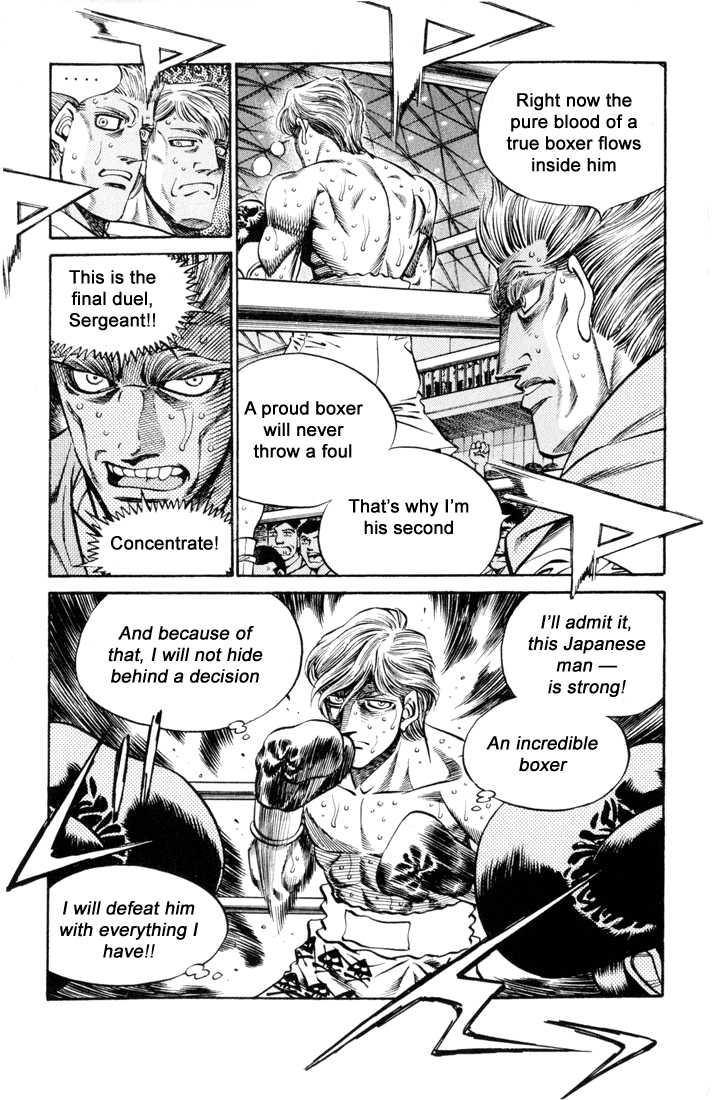 Right now the
pure blood of a
true boxer flows
inside him
A proud boxer
will never
throw a foul
That's why I'm
his second
....
This is the
final duel,
Sergeant!!
Concentrate!
I'll admit it,
this Japanese
man —
is strong!
An incredible
boxer
And because of
that, I will not hide
behind a decision
I will defeat him
with everything I
have!!